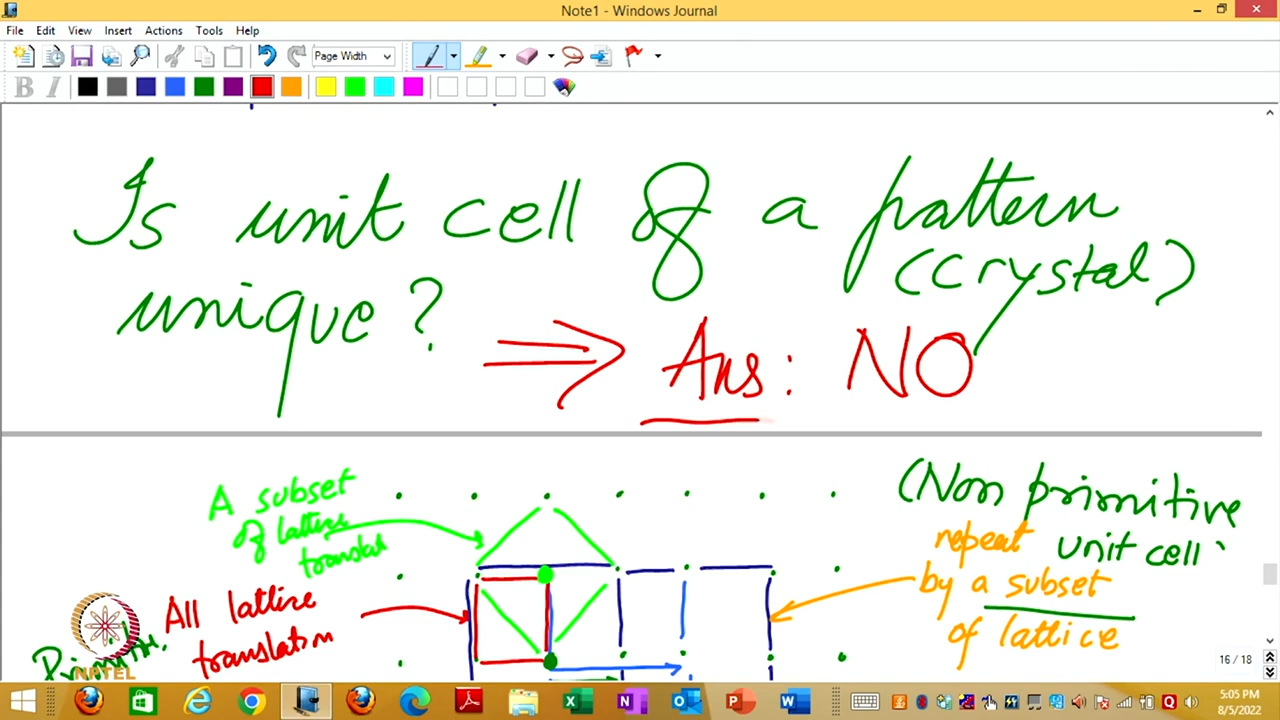 Note1 - Windows Journal
File Edit View Insert Actions Tools Help
Page Width
B I
Is unit cell of a pattern
(crystal)
unique?
⇒ Ans: NO
A subset
of lattice
translat
(Non primitive
unit cell
repeat
by a subset
of lattice
All lattice
translation
NPTEL
16 / 18
5:05 PM
8/5/2022